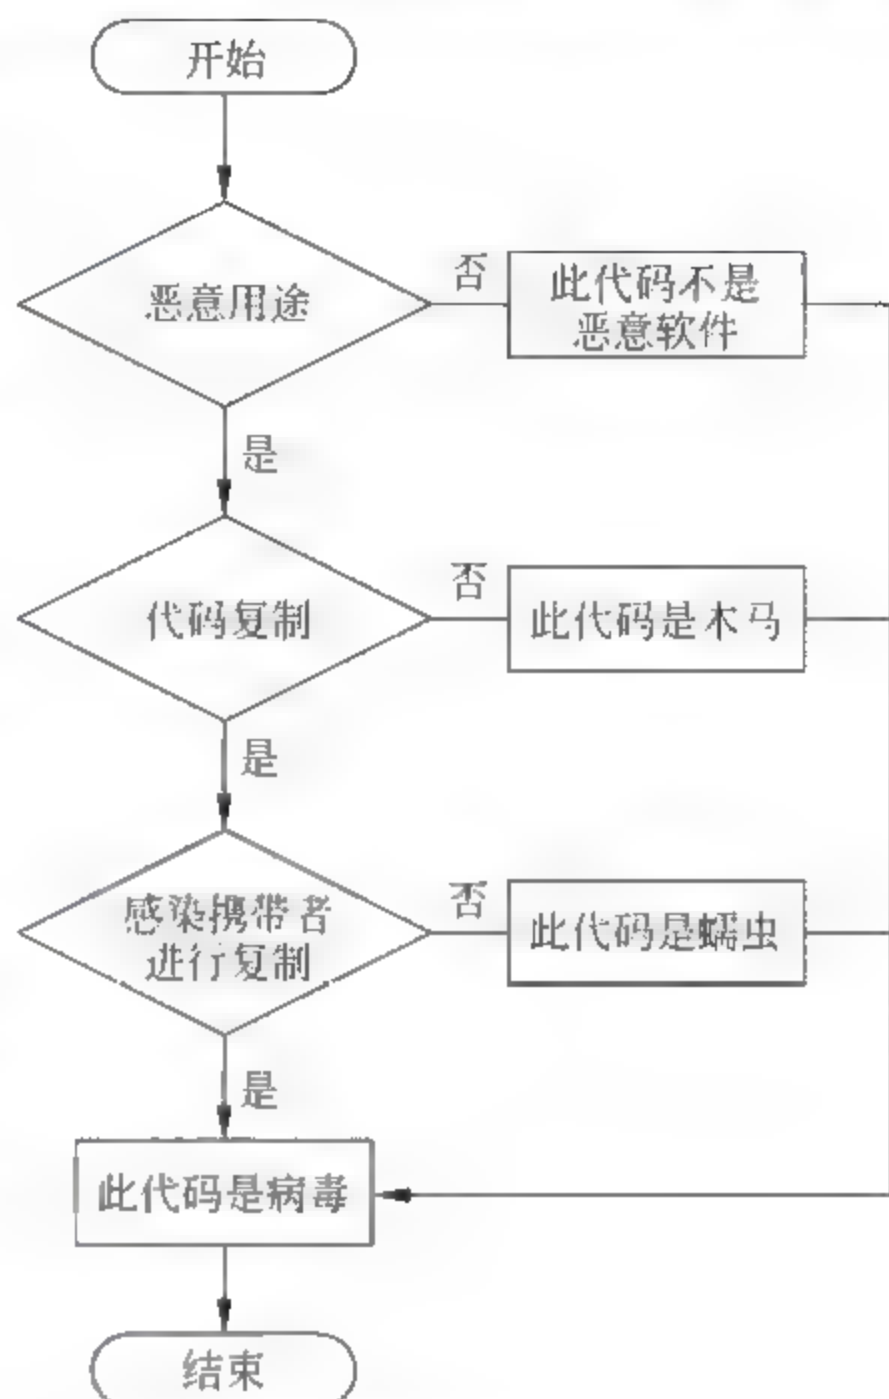 开始
恶意用途
否
此代码不是
恶意软件
是
代码复制
否
此代码是木马
是
感染携带者
进行复制
否
此代码是蠕虫
是
此代码是病毒
结束